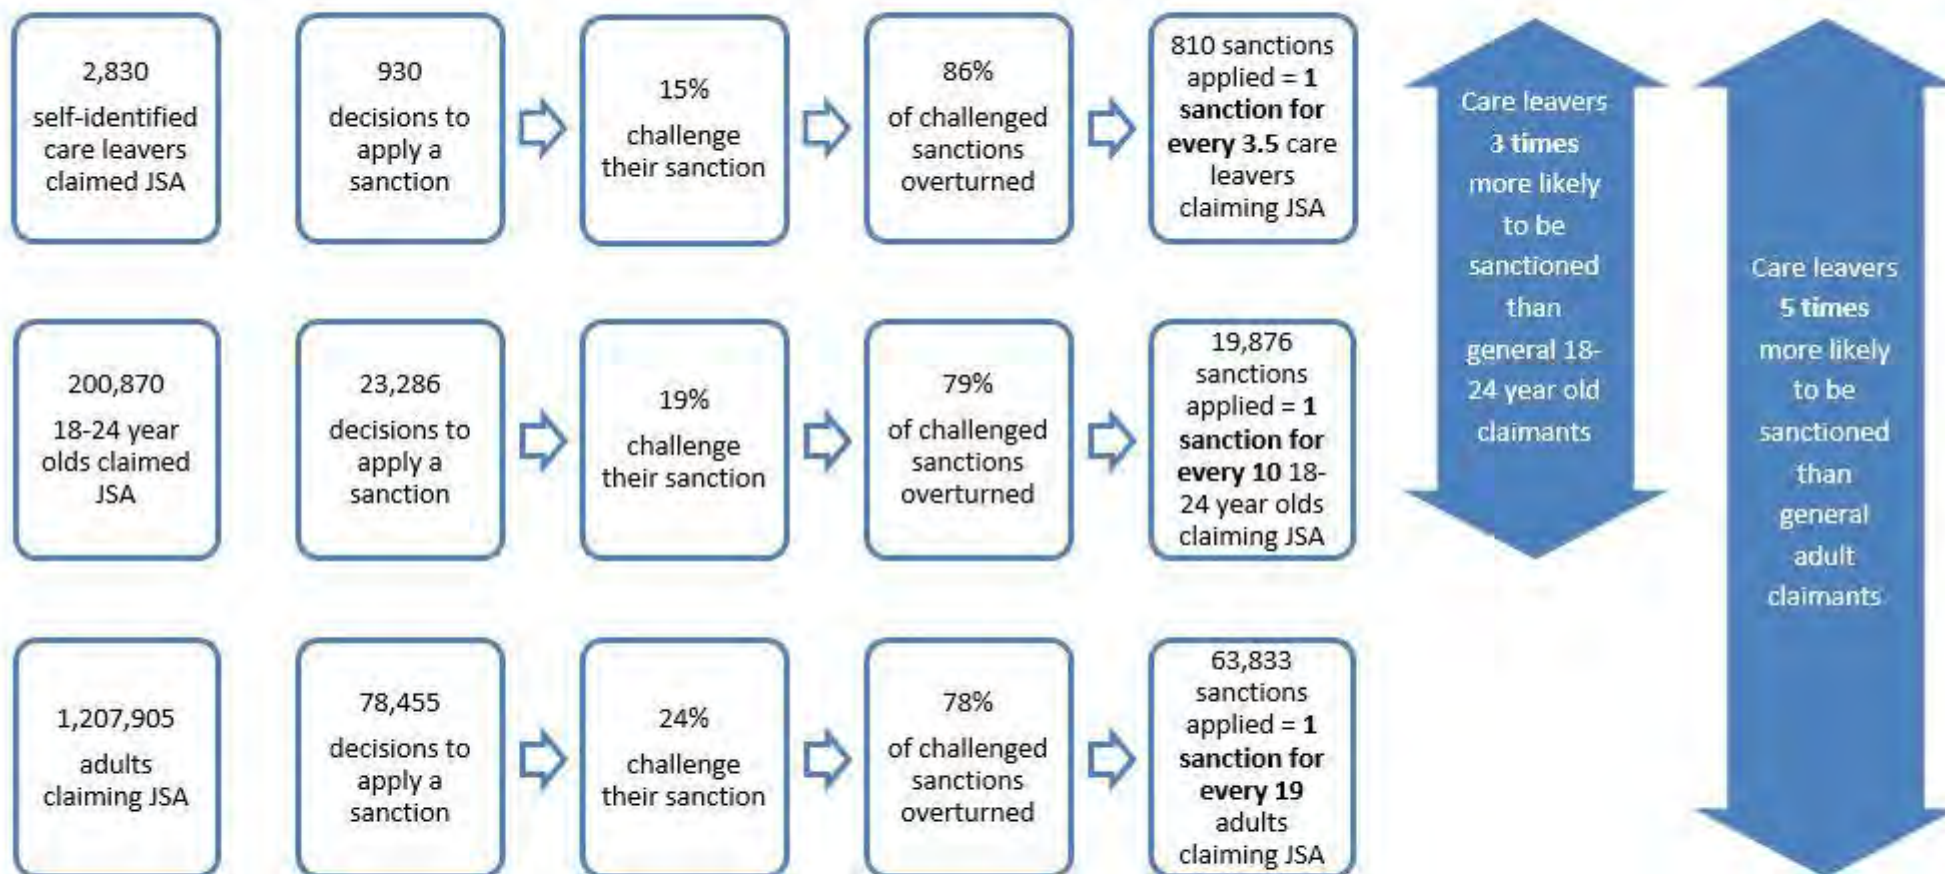 2,830
self-identified
care leavers
claimed JSA
930
decisions to
apply a
sanction
15%
challenge
their sanction
86%
of challenged
sanctions
overturned
810 sanctions
applied = 1
sanction for
every 3.5 care
leavers
claiming JSA
Care leavers
3 times
more likely
to be
sanctioned
than
general 18-
24 year old
claimants
Care leavers
5 times
more likely
to be
sanctioned
than
general
adult
claimants
200,870
18-24 year
olds claimed
JSA
23,286
decisions to
apply a
sanction
19%
challenge
their sanction
79%
of challenged
sanctions
overturned
19,876
sanctions
applied = 1
sanction for
every 10 18-
24 year olds
claiming JSA
1,207,905
adults
claiming JSA
78,455
decisions to
apply a
sanction
24%
challenge
their sanction
78%
of challenged
sanctions
overturned
63,833
sanctions
applied = 1
sanction for
every 19
adults
claiming JSA